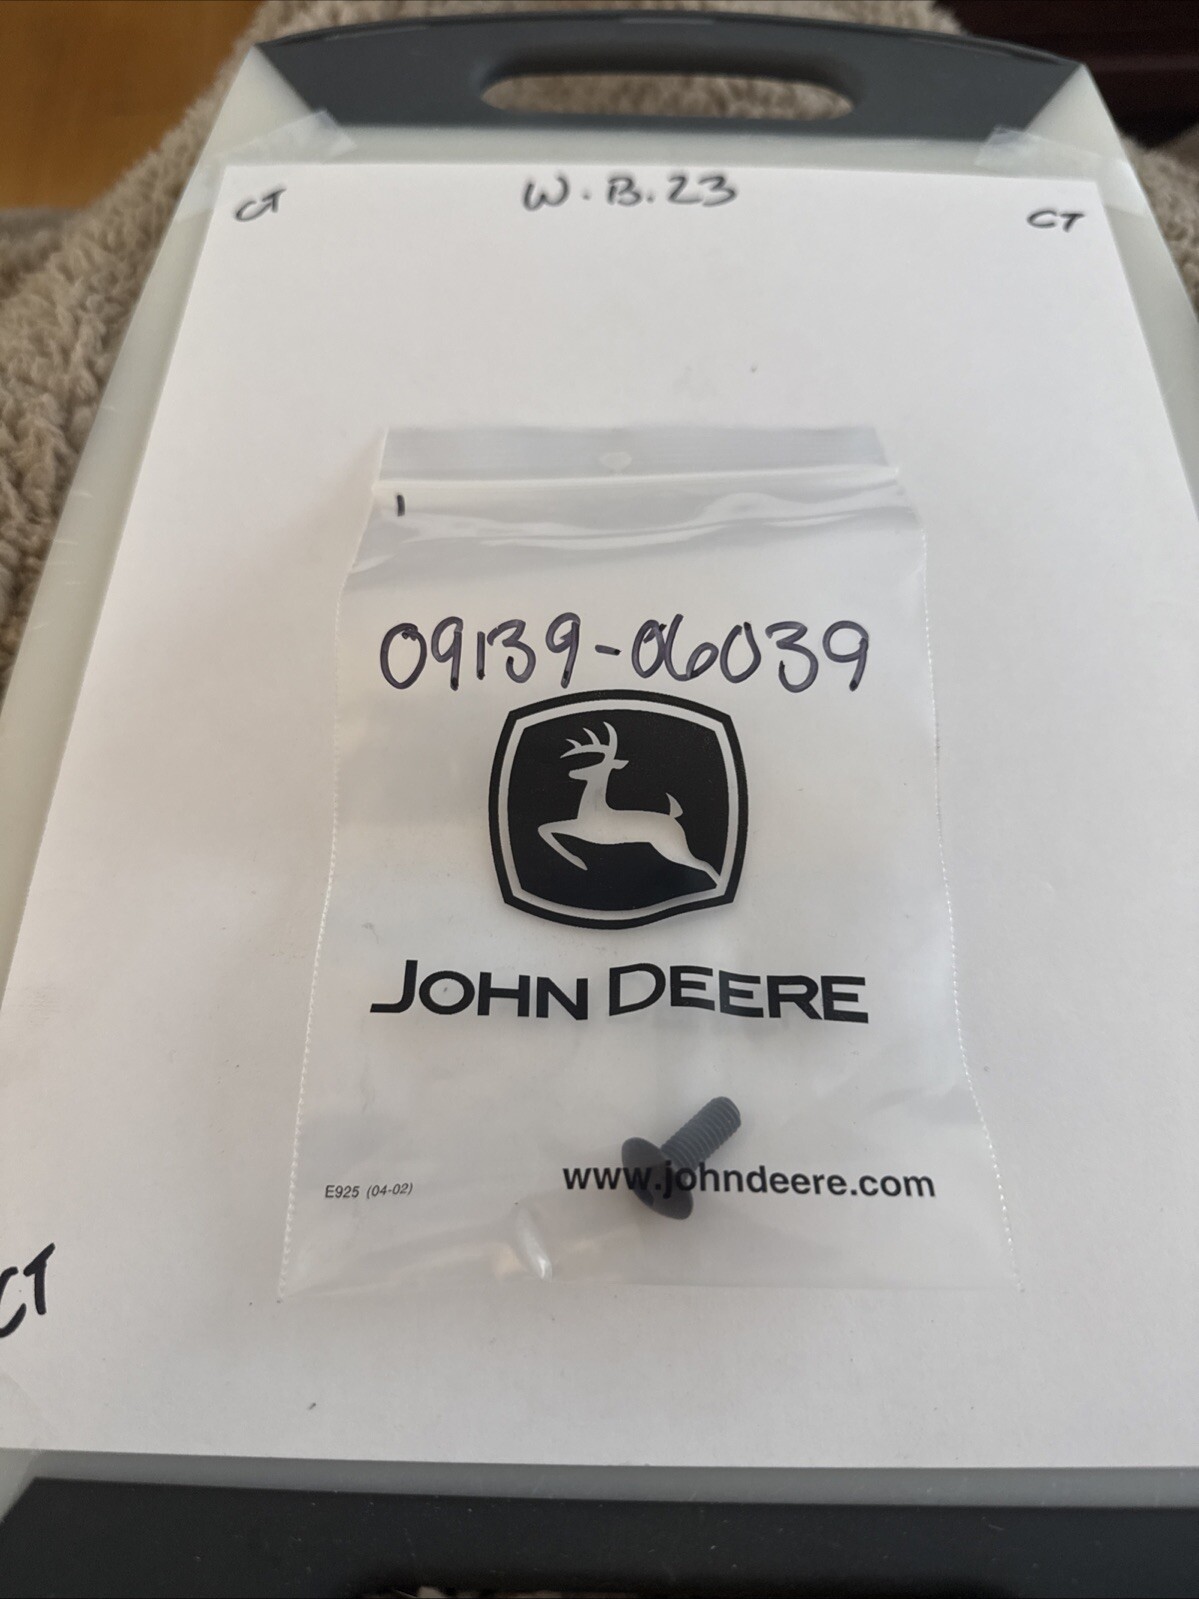 CT W.B.23 CT
1
09139-06039
JOHN DEERE
E925 (04-02) www.johndeere.com
CT